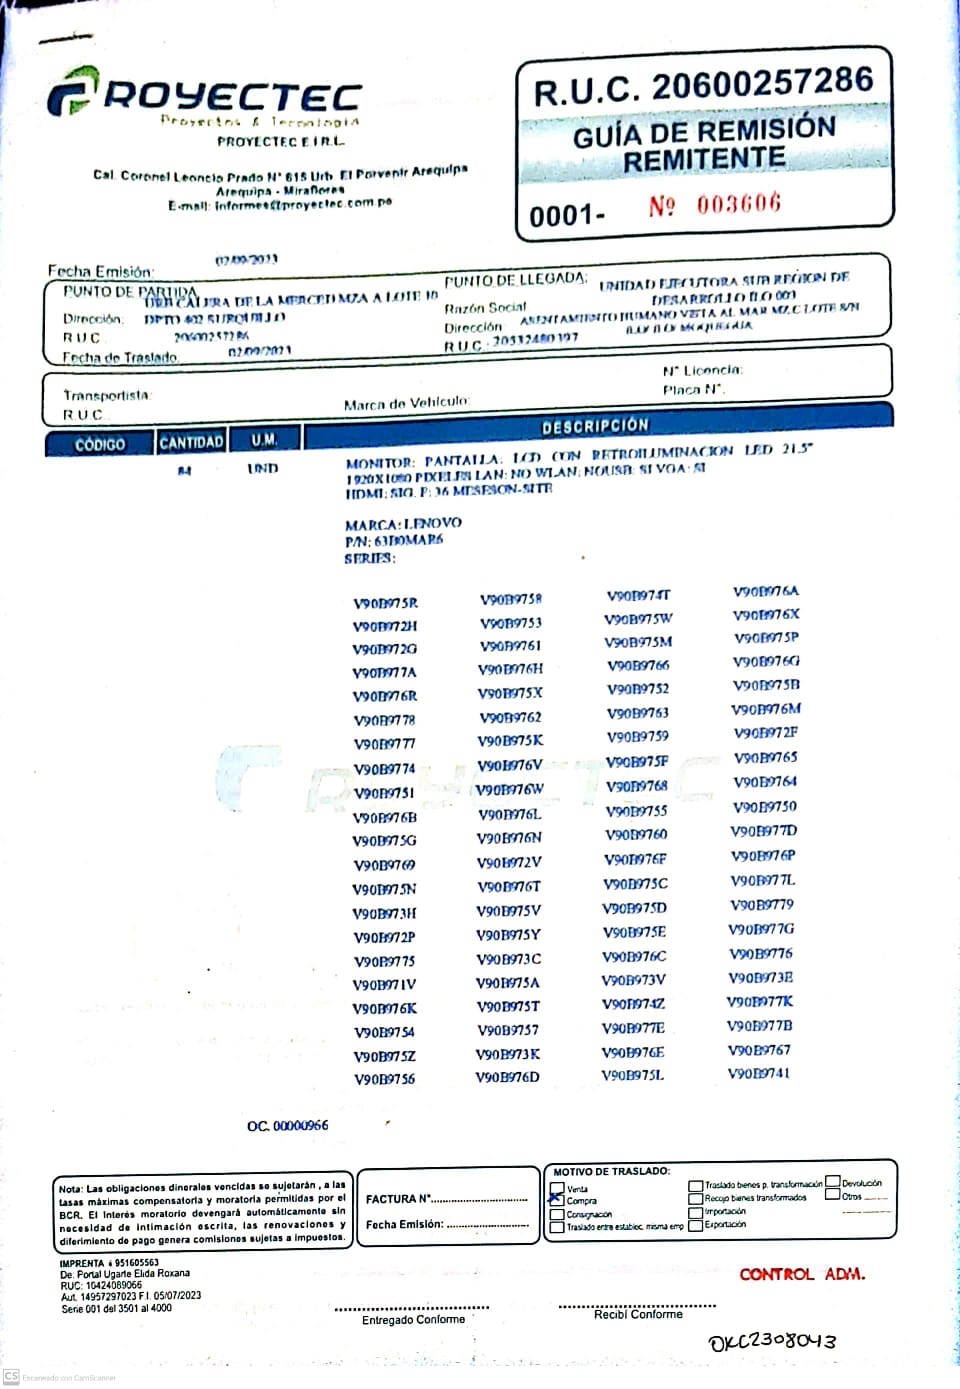 PROYECTEC
Proyectos & Tecnología
PROYECTEC E.I.R.L.
Cal. Coronel Leoncio Prado N° 615 Urb. El Porvenir Arequipa
Arequipa - Miraflores
E-mail: informes@proyectec.com.pe
R.U.C. 20600257286
GUÍA DE REMISIÓN
REMITENTE
0001- Nº 003606
Fecha Emisión: 02/09/2023
PUNTO DE PARTIDA
URB CALERA DE LA MERCED MZA A LOTE 10
Dirección: DPTO 402 SURQUILLO
R.U.C. 20600257286
Fecha de Traslado: 02/09/2023
PUNTO DE LLEGADA: UNIDAD EJECUTORA SUB REGIÓN DE
Razón Social DESARROLLO ILO 001
Dirección ASENTAMIENTO HUMANO VISTA AL MAR MZ.C LOTE S/N
ILO ILO MOQUEGUA
R.U.C. 20532480397
Transportista:
R.U.C.
Marca de Vehículo:
N° Licencia:
Placa N°.
CÓDIGO CANTIDAD U.M. DESCRIPCIÓN
84 UND MONITOR: PANTALLA: LCD CON RETROILUMINACION LED 21.5"
1920X1080 PIXELES LAN: NO WLAN: NOUSB: SI VGA: SI
HDMI: SI G. F: 36 MESESON-SITE
MARCA: LENOVO
P/N: 63D0MAR6
SERIES:
V90B975R V90B9758 V90B974T V90B976A
V90B972H V90B9753 V90B975W V90B976X
V90B972G V90B9761 V90B975M V90B975P
V90B977A V90B976H V90B9766 V90B976G
V90B976R V90B975X V90B9752 V90B975B
V90B9778 V90B9762 V90B9763 V90B976M
V90B9777 V90B975K V90B9759 V90B972F
V90B9774 V90B976V V90B975F V90B9765
V90B9751 V90B976W V90B9768 V90B9764
V90B976B V90B976L V90B9755 V90B9750
V90B975G V90B976N V90B9760 V90B977D
V90B9769 V90B972V V90B976F V90B976P
V90B975N V90B976T V90B975C V90B977L
V90B973H V90B975V V90B975D V90B9779
V90B972P V90B975Y V90B975E V90B977G
V90B9775 V90B973C V90B976C V90B9776
V90B971V V90B975A V90B973V V90B973E
V90B976K V90B975T V90B974Z V90B977K
V90B9754 V90B9757 V90B977E V90B977B
V90B975Z V90B973K V90B976E V90B9767
V90B9756 V90B976D V90B975L V90B9741
PROYECTEC
OC. 00000966
Nota: Las obligaciones dinerales vencidas se sujetarán , a las
tasas máximas compensatoria y moratoria permitidas por el
BCR. El Interés moratorio devengará automáticamente sin
necesidad de intimación escrita, las renovaciones y
diferimiento de pago genera comisiones sujetas a impuestos.
FACTURA N°..............................
Fecha Emisión: .........................
MOTIVO DE TRASLADO:
Venta
X Compra
Consignación
Traslado entre establec. misma emp
Traslado bienes p. transformación
Recojo bienes transformados
Importación
Exportación
Devolución
Otros
IMPRENTA é 951605563
De: Portal Ugarte Elida Roxana
RUC: 10424089066
Aut. 14957297023 F.I. 05/07/2023
Serie 001 del 3501 al 4000
Entregado Conforme
Recibí Conforme
CONTROL ADM.
OKC2308043
CS Escaneado con CamScanner